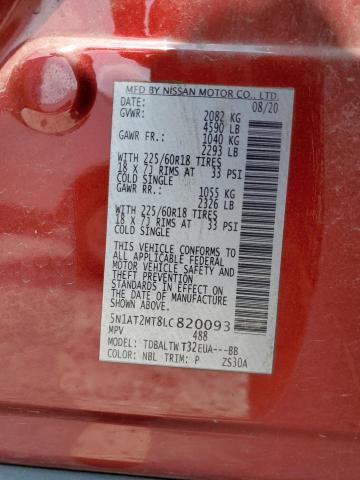 MFD BY NISSAN MOTOR CO., LTD.
DATE: 08/20
GVWR: 2082 KG
4590 LB
GAWR FR.: 1040 KG
2293 LB
WITH 225/60R18 TIRES
18 X 7J RIMS AT 33 PSI
COLD SINGLE
GAWR RR.: 1055 KG
2326 LB
WITH 225/60R18 TIRES
18 X 7J RIMS AT 33 PSI
COLD SINGLE
THIS VEHICLE CONFORMS TO
ALL APPLICABLE FEDERAL
MOTOR VEHICLE SAFETY AND
THEFT PREVENTION
STANDARDS IN EFFECT ON
THE DATE OF MANUFACTURE
SHOWN ABOVE.
5N1AT2MT8LC820093
MPV 488
MODEL: TDBALTW T32EUA---BB
COLOR: NBL TRIM: P ZS30A